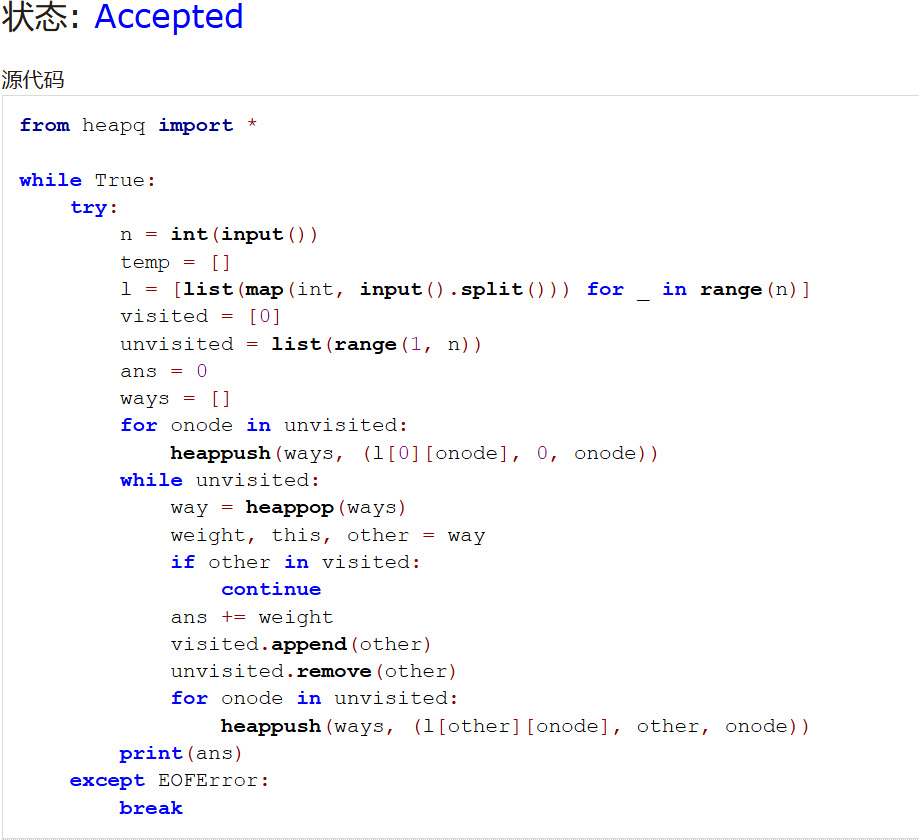 状态: Accepted
源代码
from heapq import *
while True:
    try:
        n = int(input())
        temp = []
        l = [list(map(int, input().split())) for _ in range(n)]
        visited = [0]
        unvisited = list(range(1, n))
        ans = 0
        ways = []
        for onode in unvisited:
            heappush(ways, (l[0][onode], 0, onode))
        while unvisited:
            way = heappop(ways)
            weight, this, other = way
            if other in visited:
                continue
            ans += weight
            visited.append(other)
            unvisited.remove(other)
            for onode in unvisited:
                heappush(ways, (l[other][onode], other, onode))
        print(ans)
    except EOFError:
        break